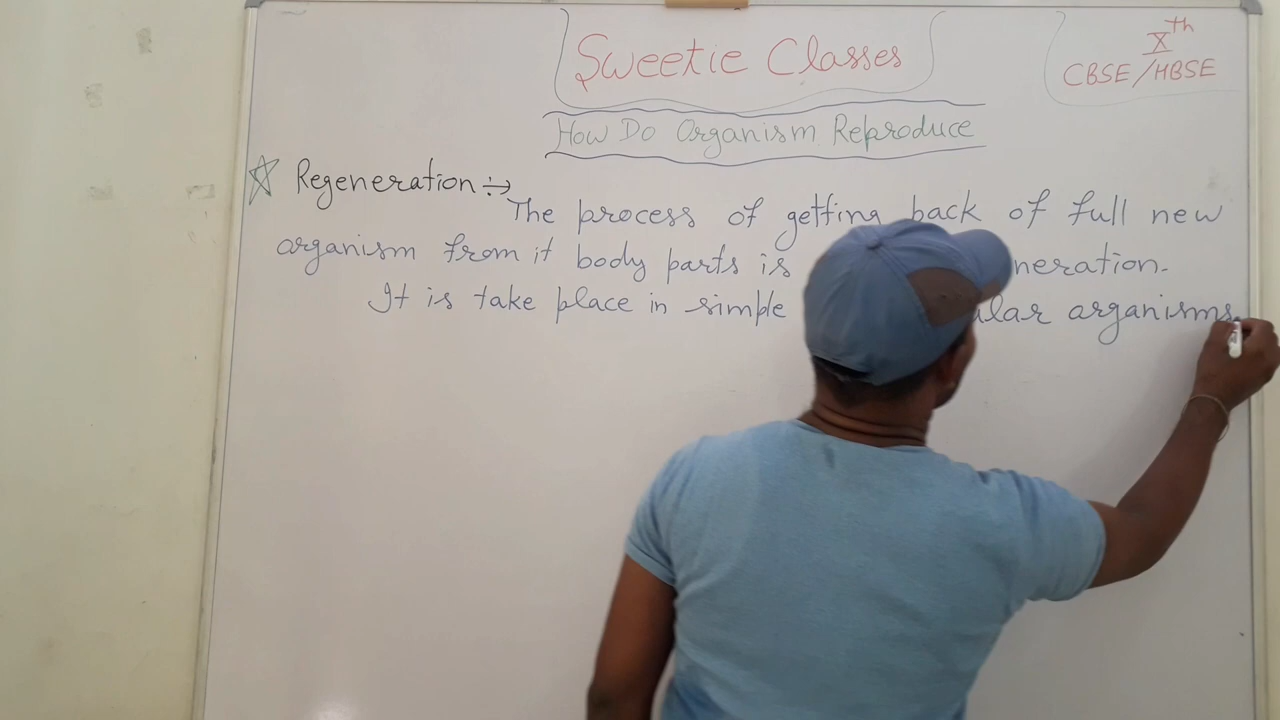 Sweetie Classes
Xth
CBSE/HBSE
How Do Organism Reproduce
Regeneration :→
The process of getting back of full new
organism from it body parts is neration.
It is take place in simple ular organisms.